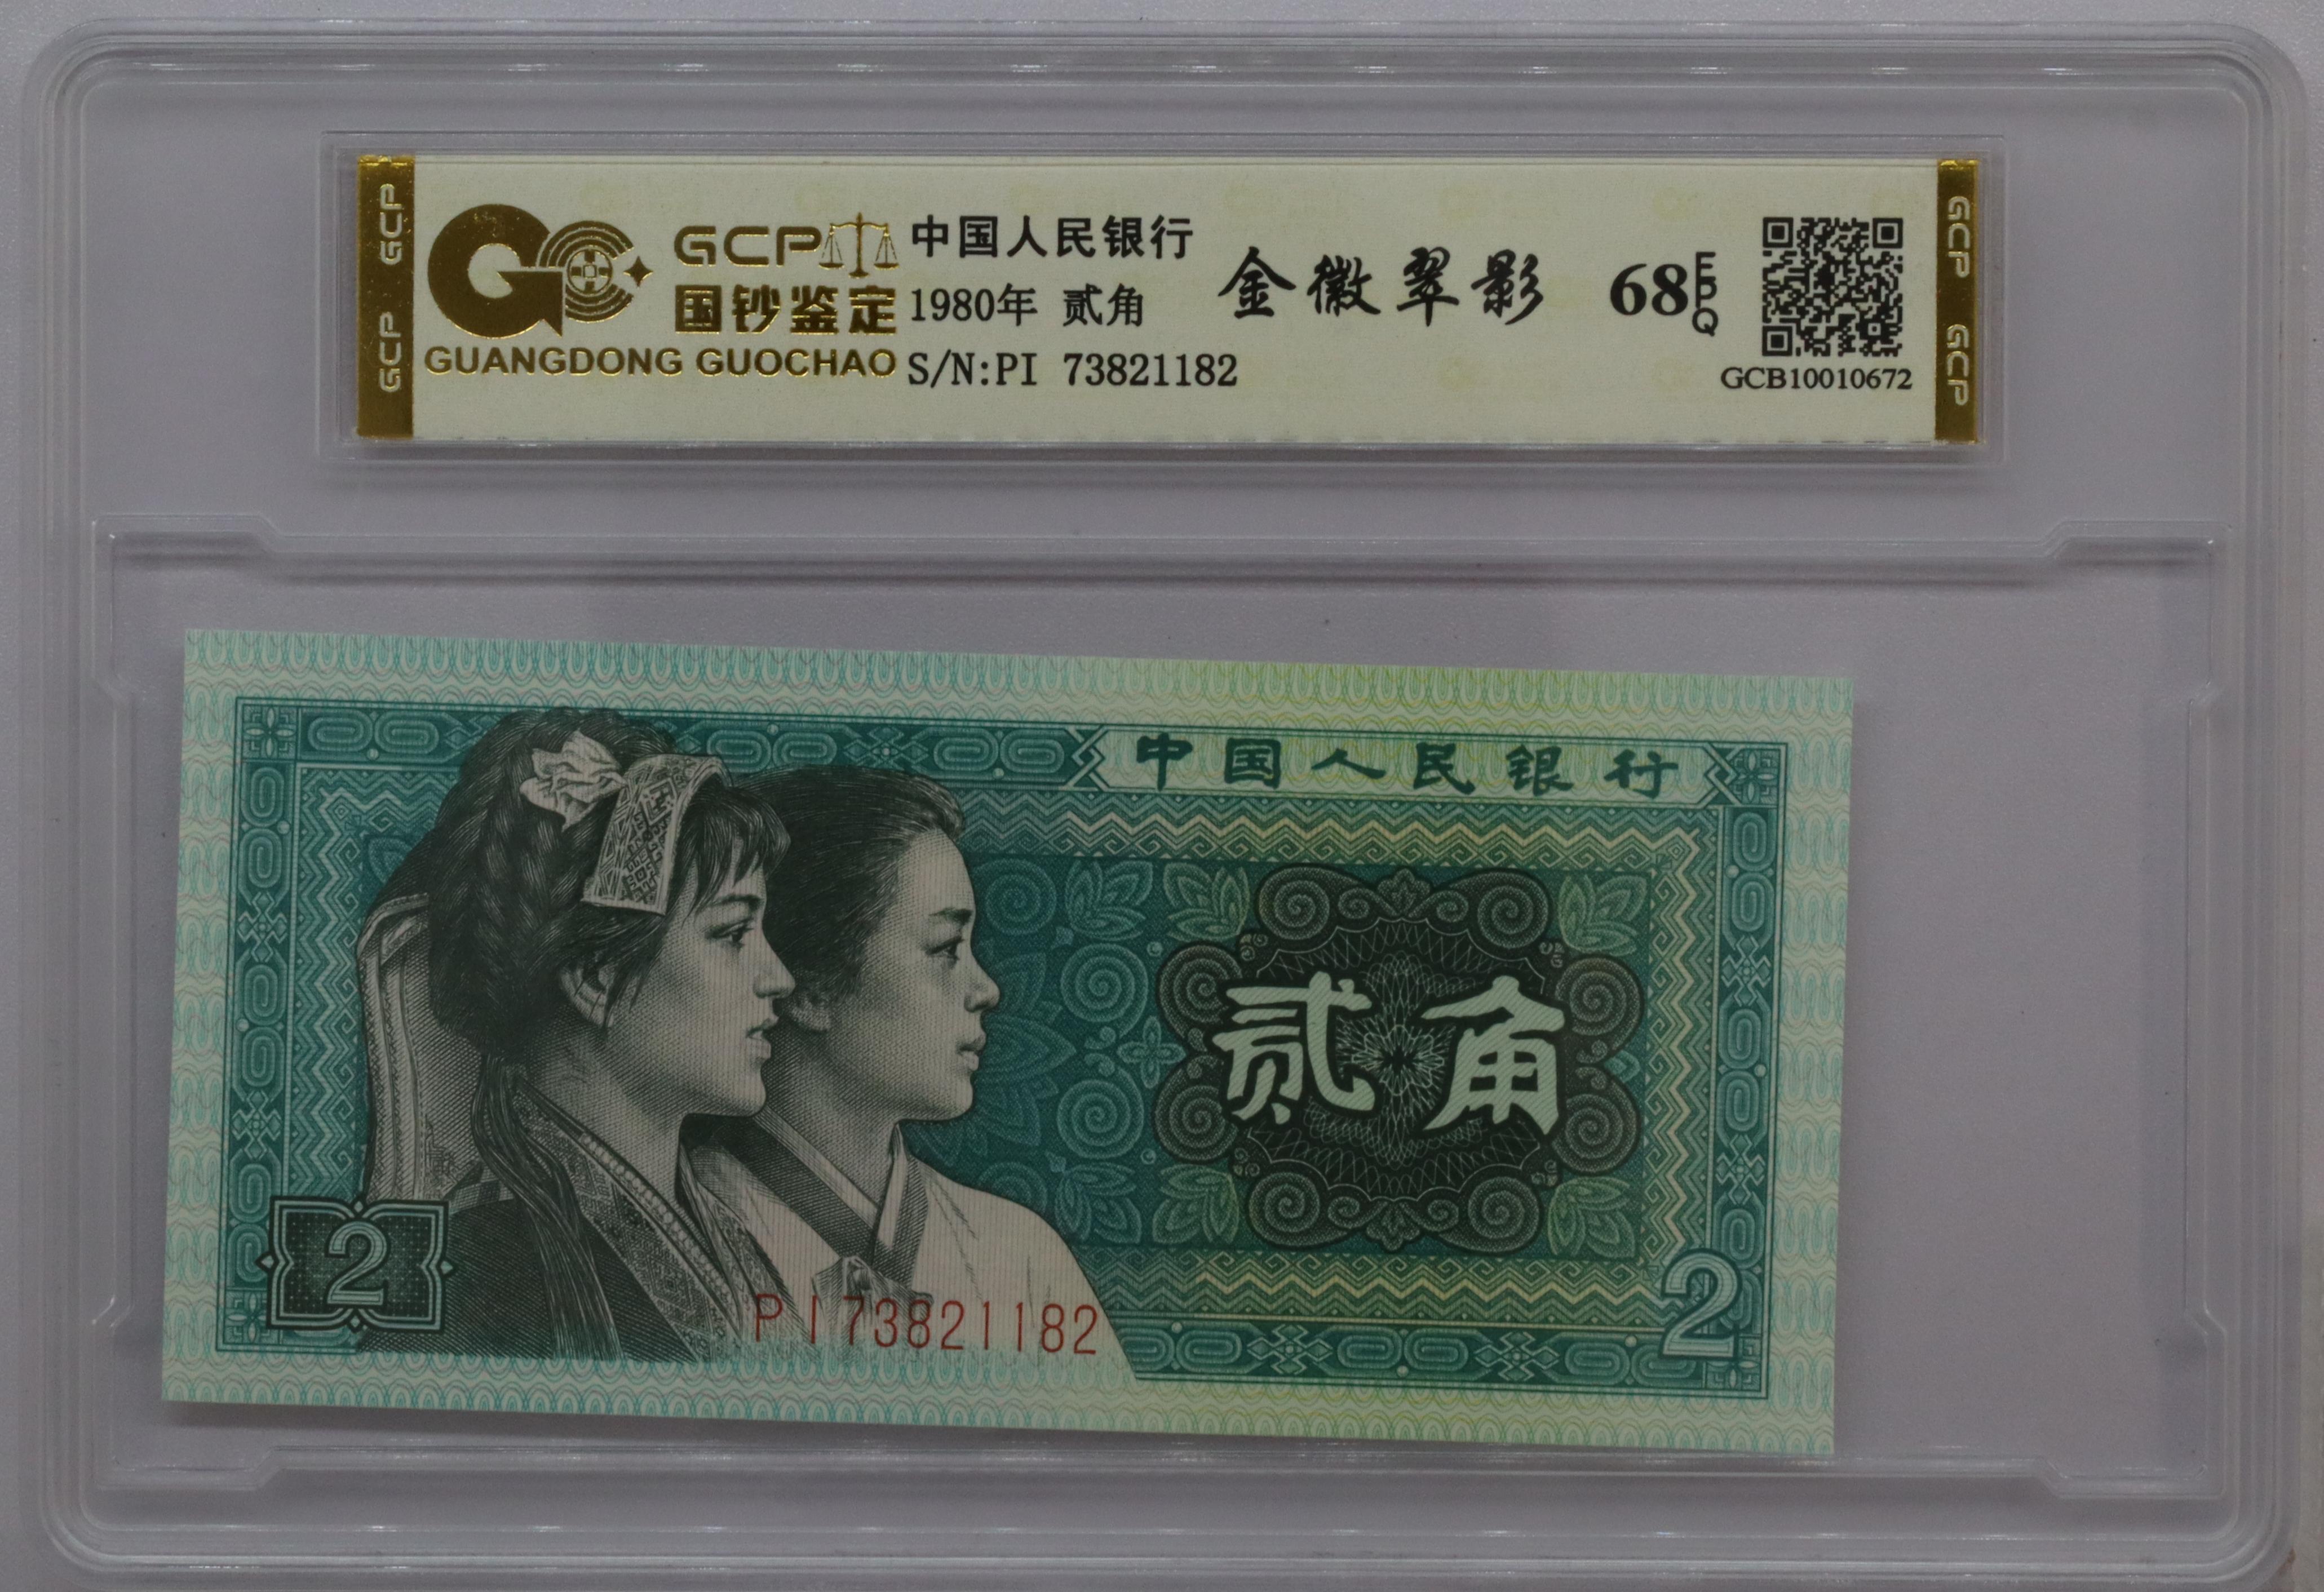 GCP
国钞鉴定
GUANGDONG GUOCHAO
中国人民银行
1980年 贰角
S/N:PI 73821182
金徽翠影
68 EPQ
GCB10010672
GCP GCP
GCP GCP
中国人民银行
贰角
2
2
PI73821182